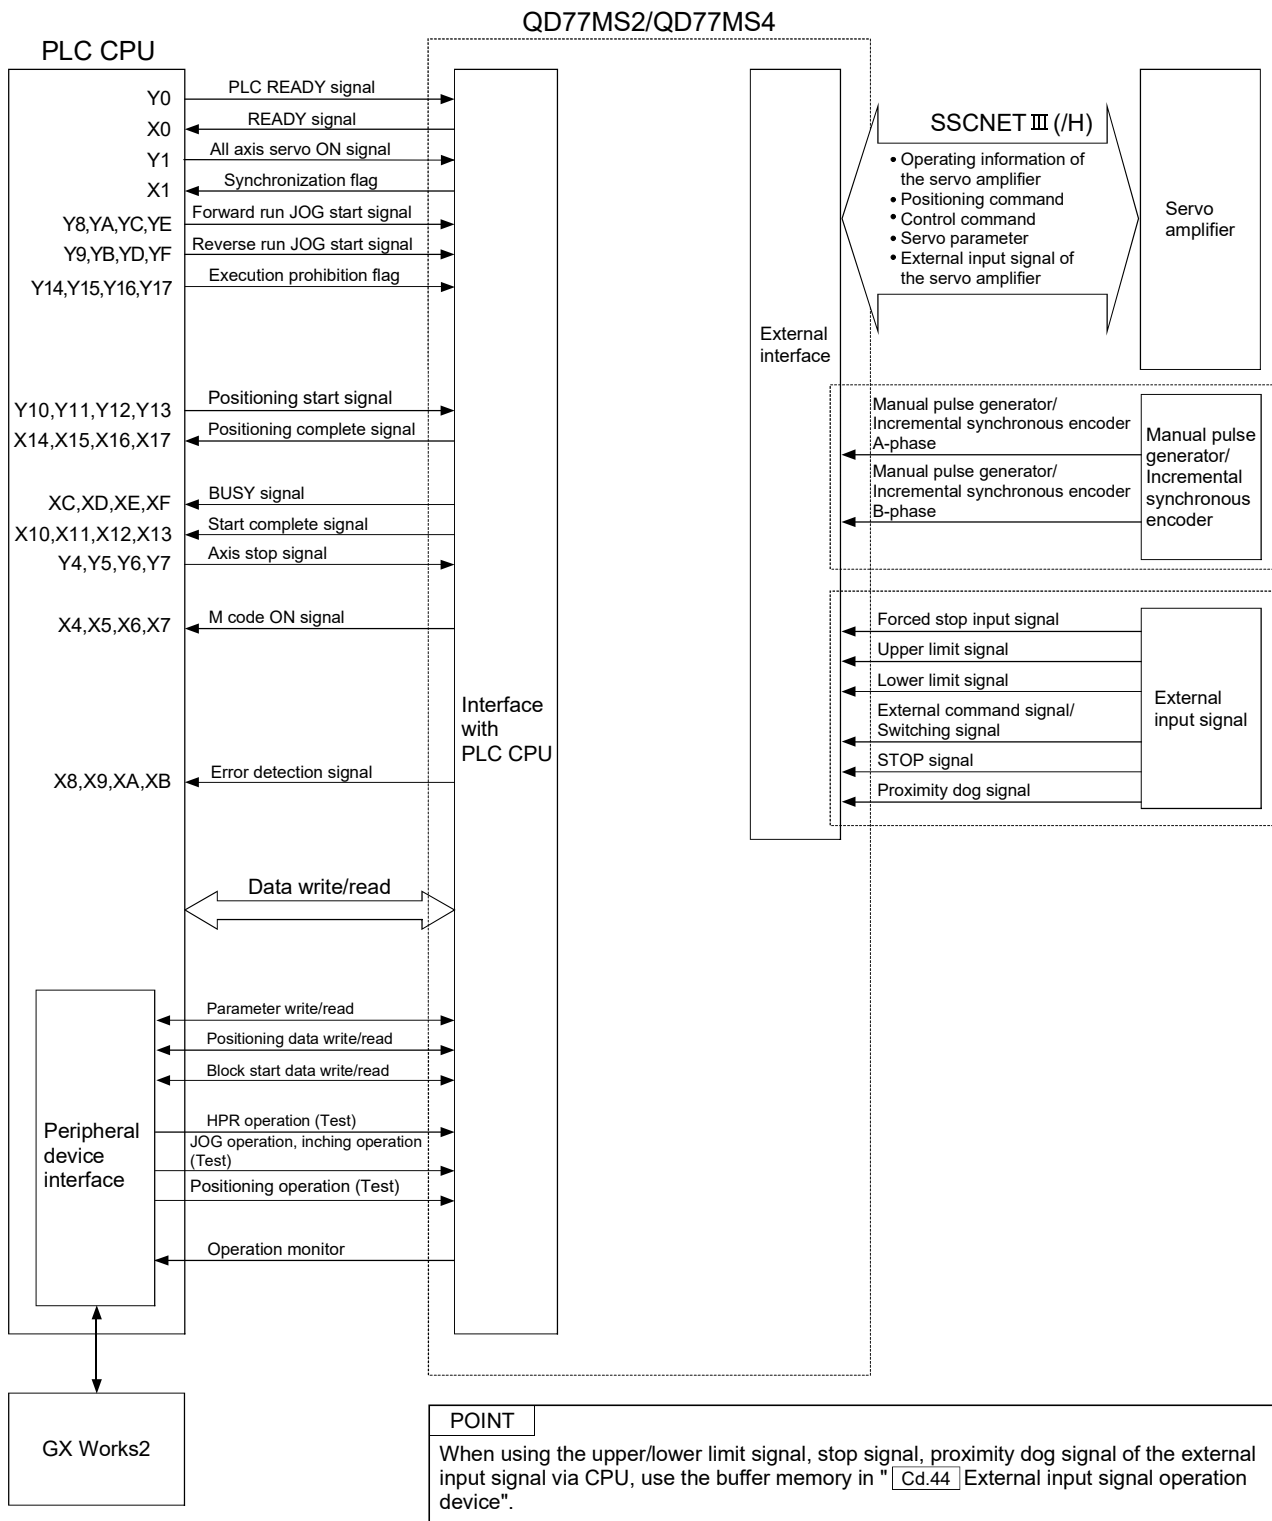 QD77MS2/QD77MS4
PLC CPU
Y0
PLC READY signal
X0
READY signal
Y1
All axis servo ON signal
X1
Synchronization flag
Y8,YA,YC,YE
Forward run JOG start signal
Y9,YB,YD,YF
Reverse run JOG start signal
Y14,Y15,Y16,Y17
Execution prohibition flag
Y10,Y11,Y12,Y13
Positioning start signal
X14,X15,X16,X17
Positioning complete signal
XC,XD,XE,XF
BUSY signal
X10,X11,X12,X13
Start complete signal
Y4,Y5,Y6,Y7
Axis stop signal
X4,X5,X6,X7
M code ON signal
X8,X9,XA,XB
Error detection signal
Interface
with
PLC CPU
Data write/read
Peripheral
device
interface
Parameter write/read
Positioning data write/read
Block start data write/read
HPR operation (Test)
JOG operation, inching operation
(Test)
Positioning operation (Test)
Operation monitor
GX Works2
External
interface
SSCNETⅢ(/H)
• Operating information of
the servo amplifier
• Positioning command
• Control command
• Servo parameter
• External input signal of
the servo amplifier
Servo
amplifier
Manual pulse generator/
Incremental synchronous encoder
A-phase
Manual pulse generator/
Incremental synchronous encoder
B-phase
Manual pulse
generator/
Incremental
synchronous
encoder
Forced stop input signal
Upper limit signal
Lower limit signal
External command signal/
Switching signal
STOP signal
Proximity dog signal
External
input signal
POINT
When using the upper/lower limit signal, stop signal, proximity dog signal of the external
input signal via CPU, use the buffer memory in " Cd.44 External input signal operation
device".